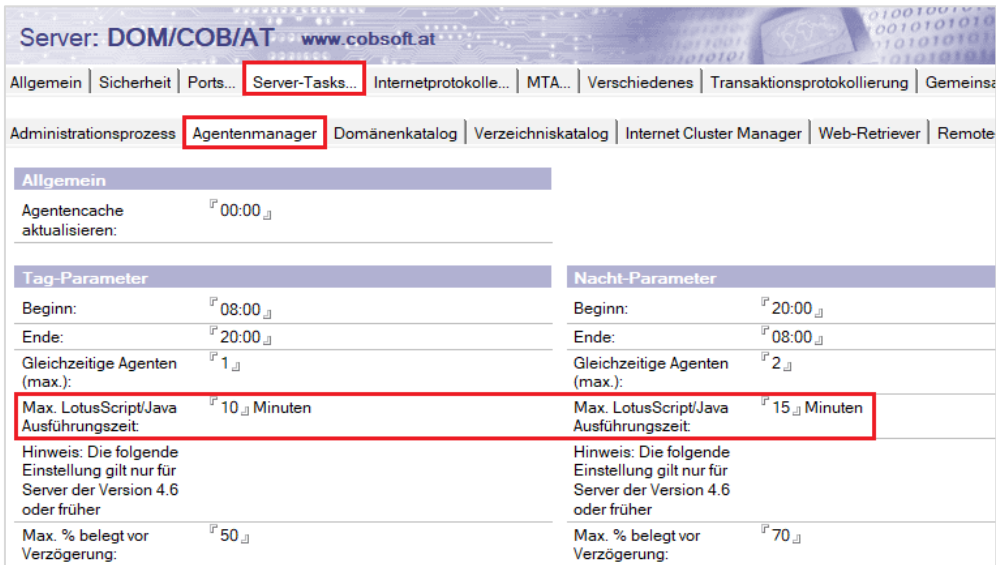 Server: DOM/COB/AT www.cobsoft.at
Allgemein Sicherheit Ports... Server-Tasks... Internetprotokolle... MTA... Verschiedenes Transaktionsprotokollierung Gemeinsa
Administrationsprozess Agentenmanager Domänenkatalog Verzeichniskatalog Internet Cluster Manager Web-Retriever Remote
Allgemein
Agentencache 00:00
aktualisieren:
Tag-Parameter Nacht-Parameter
Beginn: 08:00 Beginn: 20:00
Ende: 20:00 Ende: 08:00
Gleichzeitige Agenten 1 Gleichzeitige Agenten 2
(max.): (max.):
Max. LotusScript/Java 10 Minuten Max. LotusScript/Java 15 Minuten
Ausführungszeit: Ausführungszeit:
Hinweis: Die folgende Hinweis: Die folgende
Einstellung gilt nur für Einstellung gilt nur für
Server der Version 4.6 Server der Version 4.6
oder früher oder früher
Max. % belegt vor 50 Max. % belegt vor 70
Verzögerung: Verzögerung: